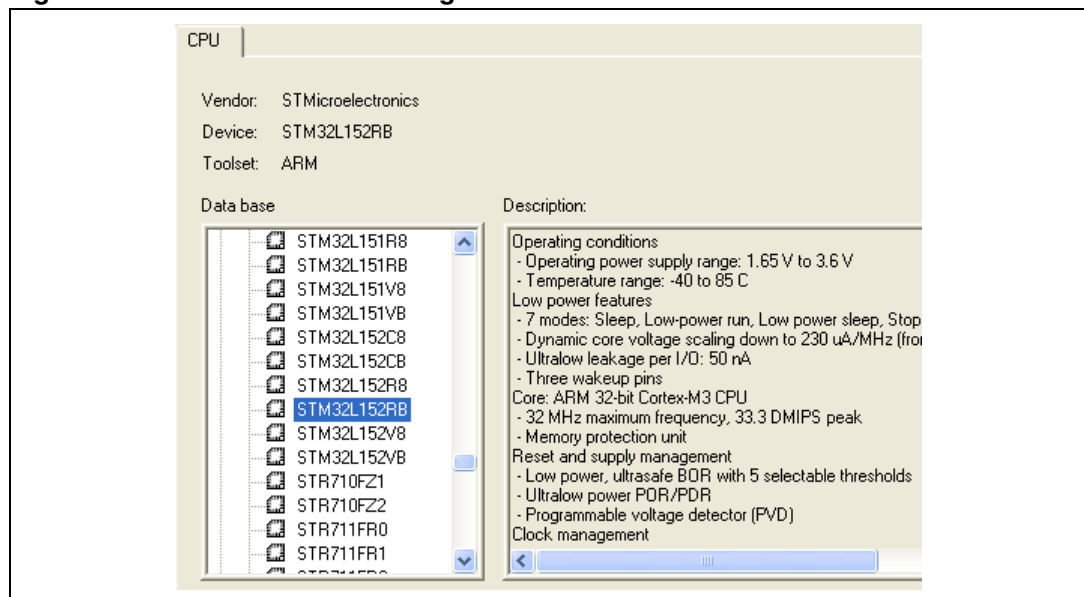 CPU
Vendor: STMicroelectronics
Device: STM32L152RB
Toolset: ARM
Data base
STM32L151R8
STM32L151RB
STM32L151V8
STM32L151VB
STM32L152C8
STM32L152CB
STM32L152R8
STM32L152RB
STM32L152V8
STM32L152VB
STR710FZ1
STR710FZ2
STR711FR0
STR711FR1
Description:
Operating conditions
- Operating power supply range: 1.65 V to 3.6 V
- Temperature range: -40 to 85 C
Low power features
- 7 modes: Sleep, Low-power run, Low power sleep, Stop
- Dynamic core voltage scaling down to 230 uA/MHz (from
- Ultralow leakage per I/O: 50 nA
- Three wakeup pins
Core: ARM 32-bit Cortex-M3 CPU
- 32 MHz maximum frequency, 33.3 DMIPS peak
- Memory protection unit
Reset and supply management
- Low power, ultrasafe BOR with 5 selectable thresholds
- Ultralow power POR/PDR
- Programmable voltage detector (PVD)
Clock management